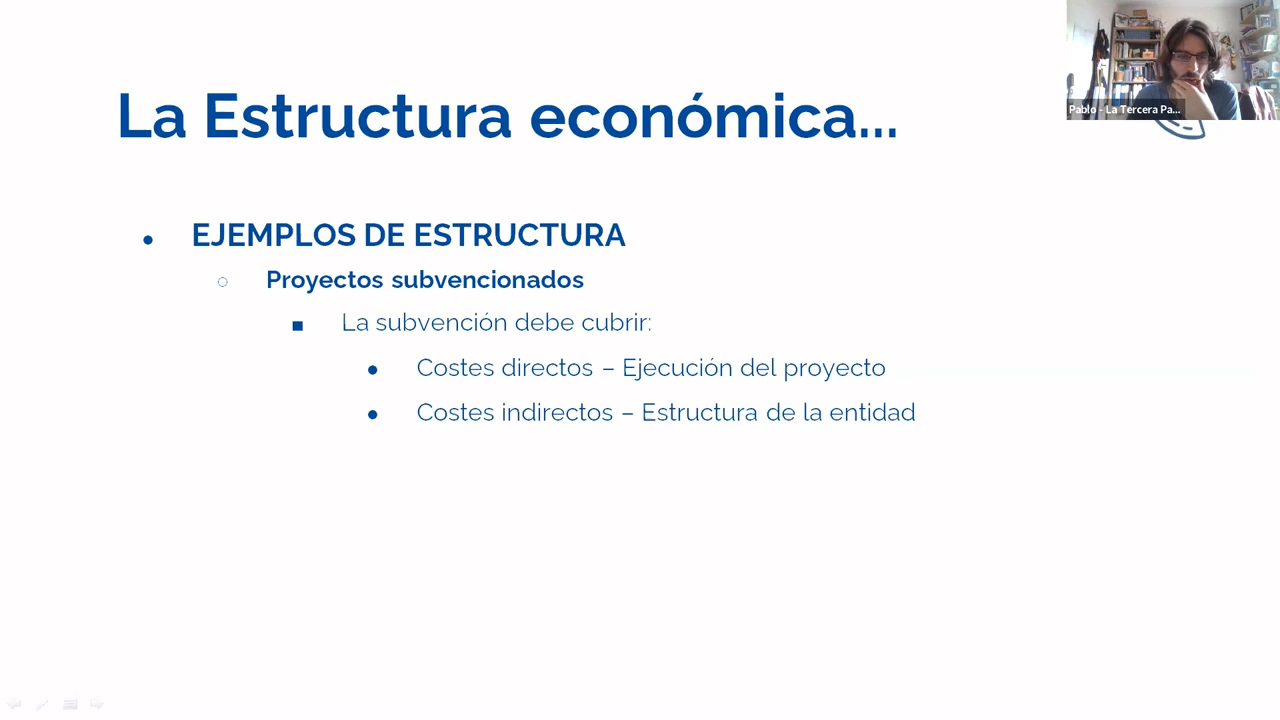 La Estructura económica...
Pablo - La Tercera Pa...
EJEMPLOS DE ESTRUCTURA
Proyectos subvencionados
La subvención debe cubrir:
Costes directos – Ejecución del proyecto
Costes indirectos – Estructura de la entidad